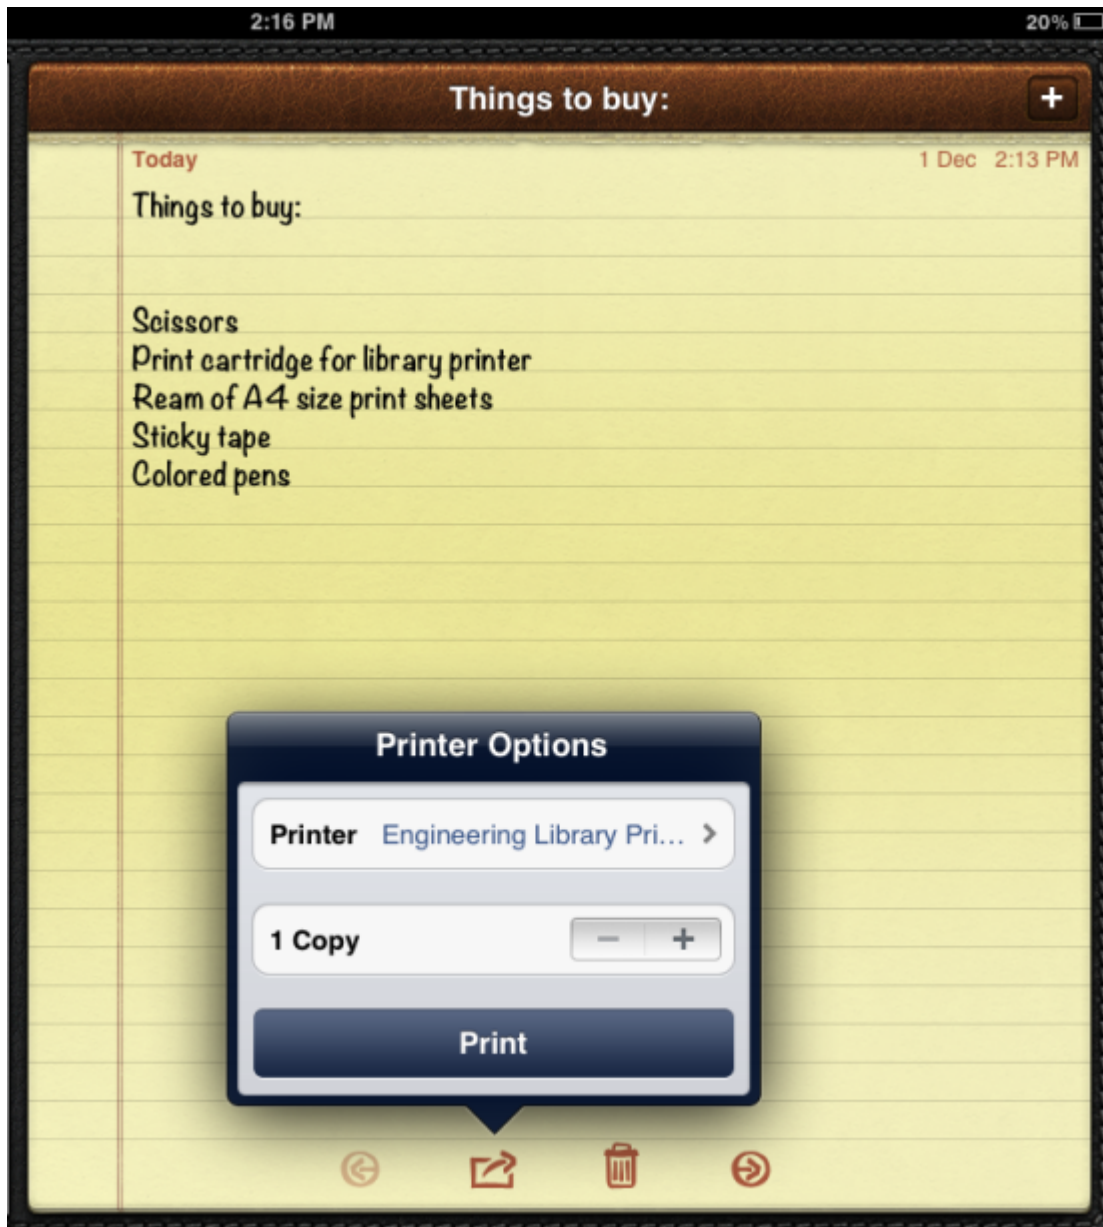 2:16 PM 20%
Things to buy: +
Today 1 Dec 2:13 PM
Things to buy:
Scissors
Print cartridge for library printer
Ream of A4 size print sheets
Sticky tape
Colored pens
Printer Options
Printer Engineering Library Pri... >
1 Copy − +
Print